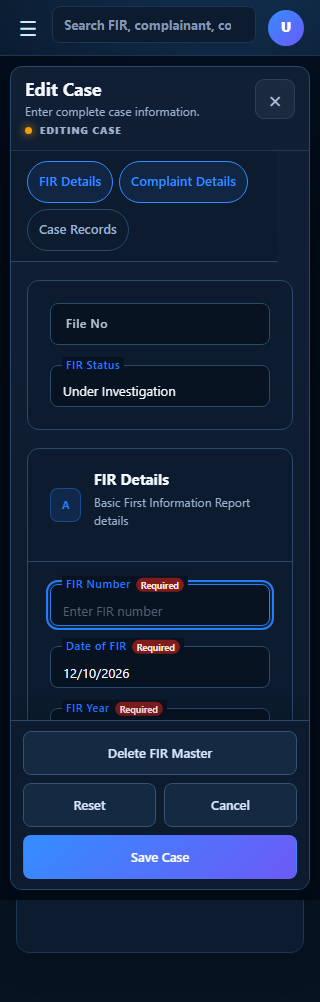 Search FIR, complainant, co
U
Edit Case
Enter complete case information.
EDITING CASE
×
FIR Details
Complaint Details
Case Records
File No
FIR Status
Under Investigation
A
FIR Details
Basic First Information Report
details
FIR Number Required
Enter FIR number
Date of FIR Required
12/10/2026
FIR Year Required
Delete FIR Master
Reset
Cancel
Save Case